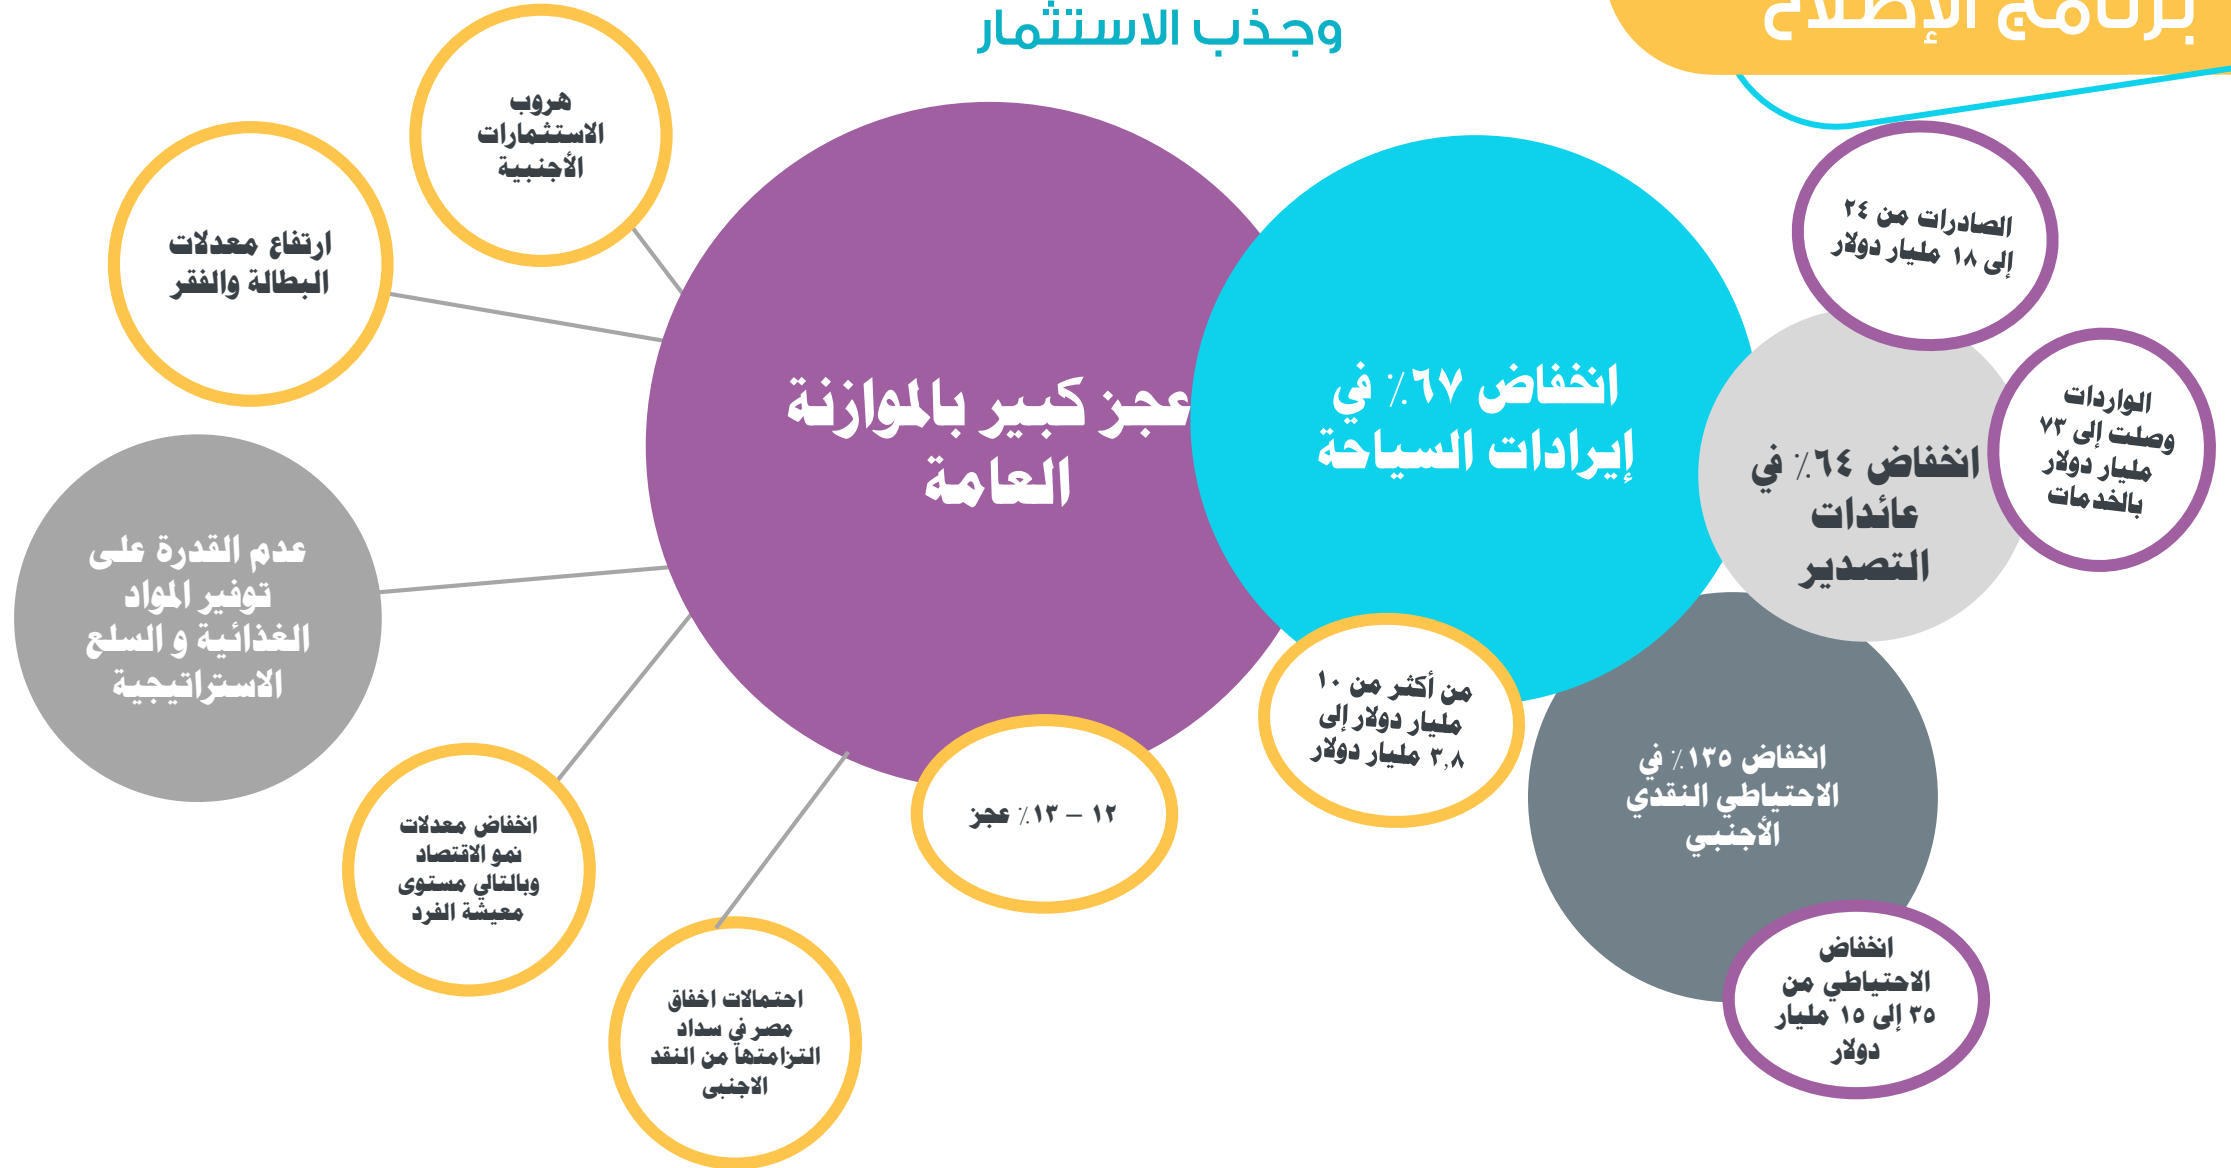 برنامج الإصلاح
وجذب الاستثمار
الصادرات من ٢٤
إلى ١٨ مليار دولار
الواردات
وصلت إلى ٧٣
مليار دولار
بالخدمات
انخفاض ٦٤٪ في
عائدات
التصدير
انخفاض ٦٧٪ في
إيرادات السياحة
من أكثر من ١٠
مليار دولار إلى
٣,٨ مليار دولار
انخفاض ١٣٥٪ في
الاحتياطي النقدي
الأجنبي
انخفاض
الاحتياطي من
٣٥ إلى ١٥ مليار
دولار
عجز كبير بالموازنة
العامة
١٢ – ١٣٪ عجز
هروب
الاستثمارات
الأجنبية
ارتفاع معدلات
البطالة والفقر
عدم القدرة على
توفير المواد
الغذائية و السلع
الاستراتيجية
انخفاض معدلات
نمو الاقتصاد
وبالتالي مستوى
معيشة الفرد
احتمالات اخفاق
مصر في سداد
التزامتها من النقد
الاجنبى